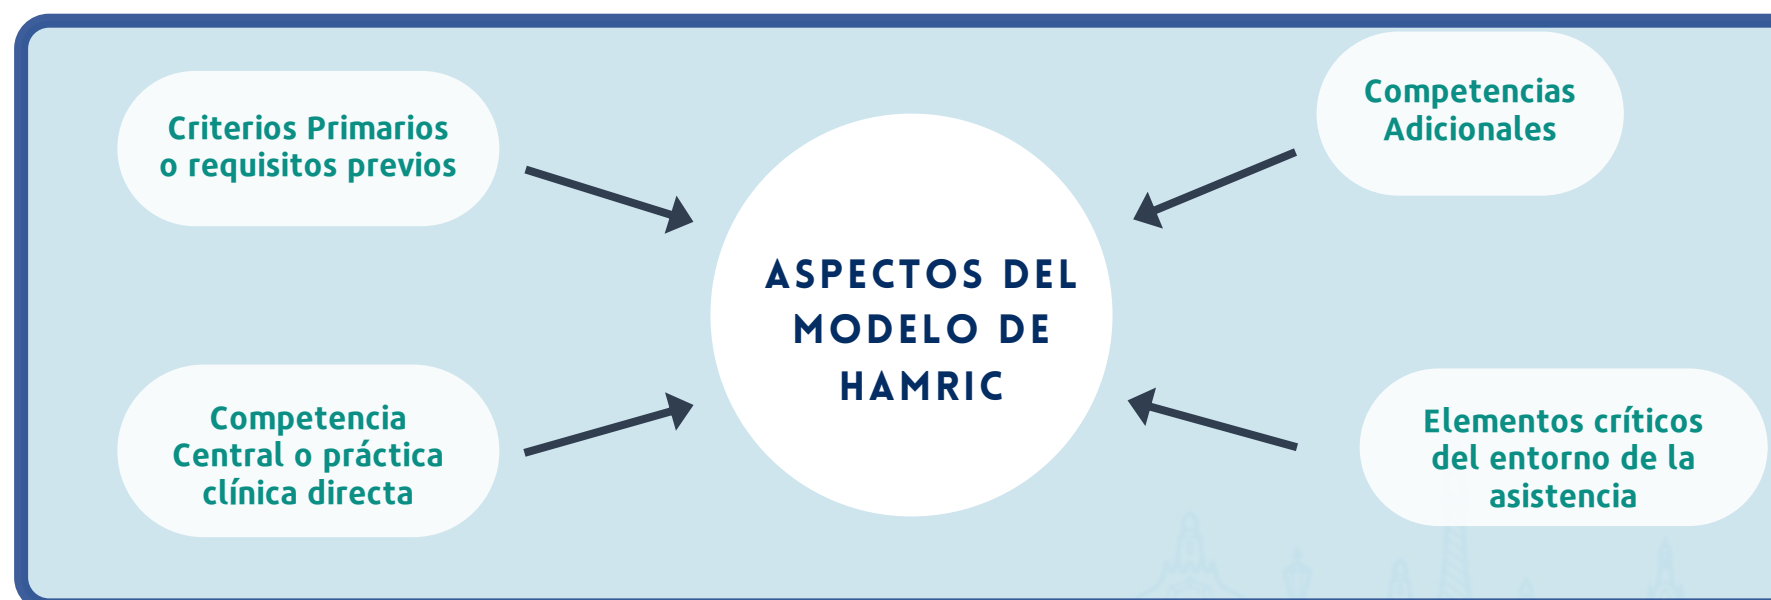 Criterios Primarios
o requisitos previos
Competencia
Central o práctica
clínica directa
ASPECTOS DEL
MODELO DE
HAMRIC
Competencias
Adicionales
Elementos críticos
del entorno de la
asistencia